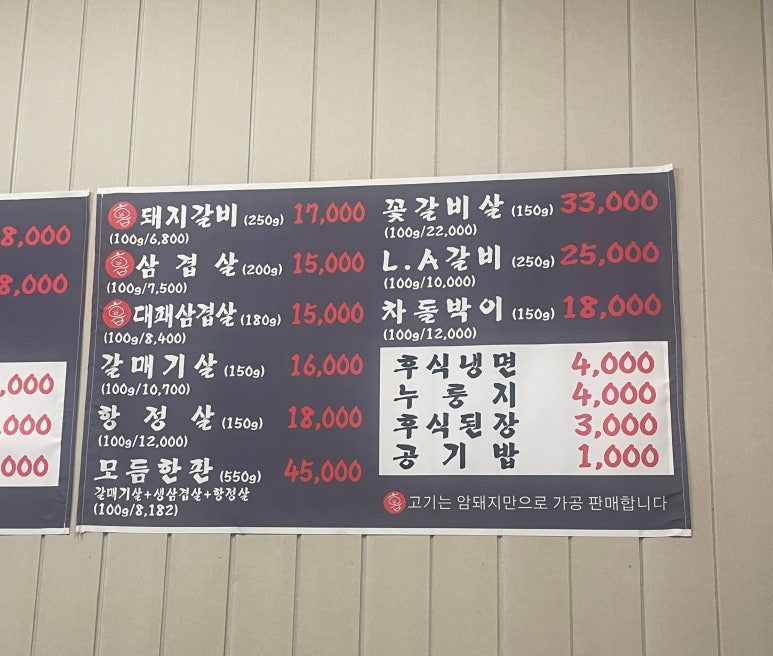 8,000
8,000
,000
,000
,000
흠 돼지갈비 (250g) 17,000
(100g/6,800)
흠 삼겹살 (200g) 15,000
(100g/7,500)
흠 대패삼겹살 (180g) 15,000
(100g/8,400)
갈매기살 (150g) 16,000
(100g/10,700)
항정살 (150g) 18,000
(100g/12,000)
모듬한판 (550g) 45,000
갈매기살+생삼겹살+항정살
(100g/8,182)
꽃갈비살 (150g) 33,000
(100g/22,000)
L.A갈비 (250g) 25,000
(100g/10,000)
차돌박이 (150g) 18,000
(100g/12,000)
후식냉면 4,000
누룽지 4,000
후식된장 3,000
공기밥 1,000
흠 고기는 암돼지만으로 가공 판매합니다